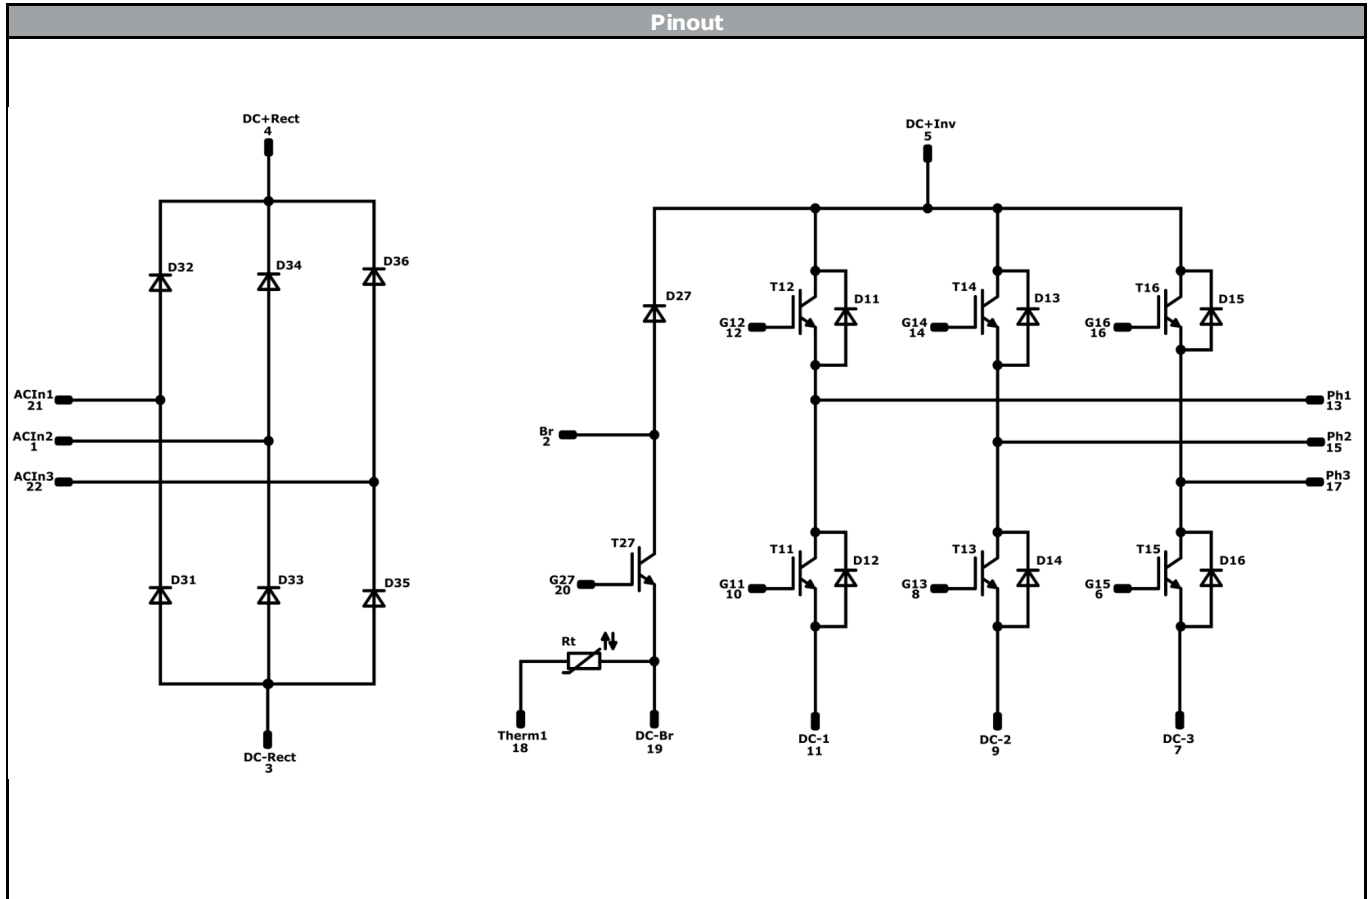 Pinout
DC+Rect
4
DC+Inv
5
D32
D34
D36
D27
T12
D11
G12
12
T14
D13
G14
14
T16
D15
G16
16
ACIn1
21
ACIn2
1
ACIn3
22
Br
2
Ph1
13
Ph2
15
Ph3
17
D31
D33
D35
T27
G27
20
T11
D12
G11
10
T13
D14
G13
8
T15
D16
G15
6
Rt
Therm1
18
DC-Br
19
DC-1
11
DC-2
9
DC-3
7
DC-Rect
3